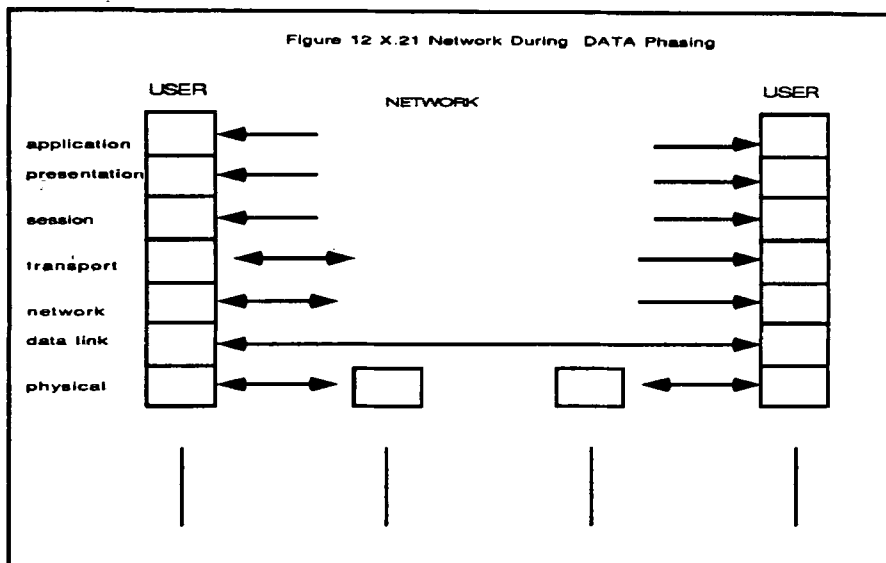 Figure 12 X.21 Network During DATA Phasing
USER
NETWORK
USER
application
presentation
session
transport
network
data link
physical